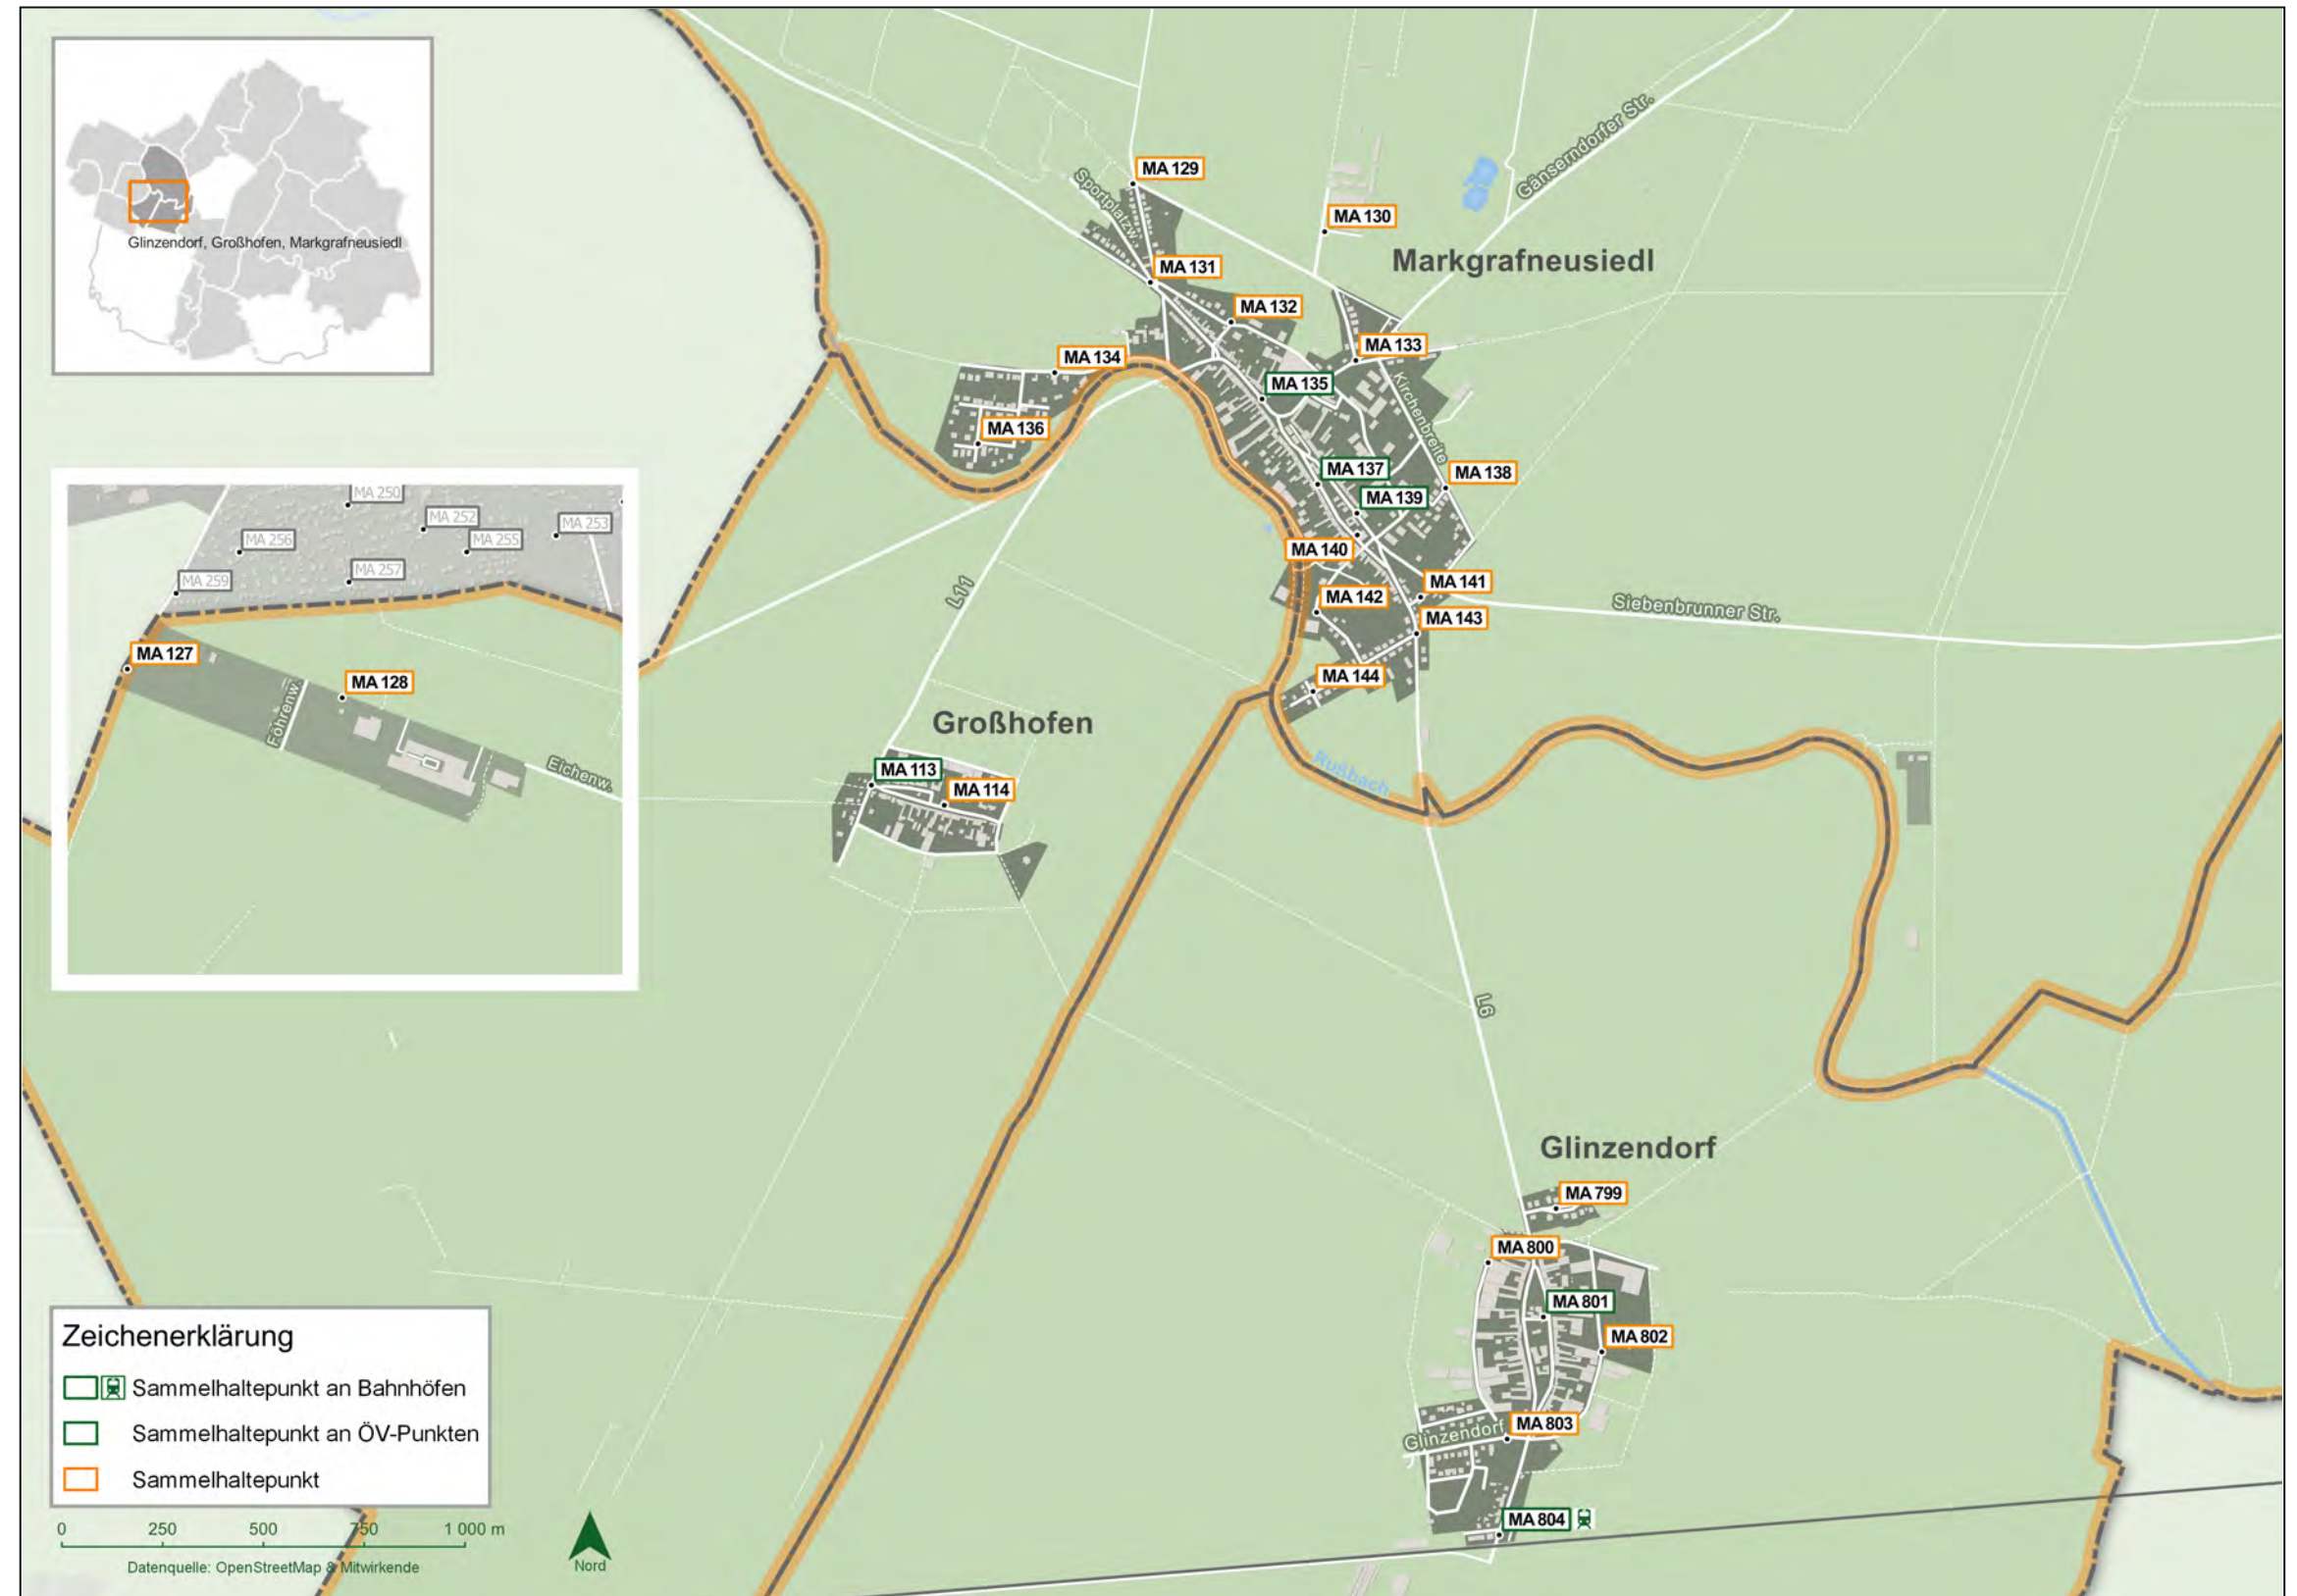 Glinzendorf, Großhofen, Markgrafneusiedl
MA 129
Sportplatzw.
Gänserndorfer Str.
MA 130
Markgrafneusiedl
MA 131
MA 132
MA 133
MA 134
MA 135
Kirchenbreite
MA 136
MA 137
MA 138
MA 139
MA 140
MA 141
MA 142
MA 143
MA 144
Siebenbrunner Str.
L11
MA 250
MA 252
MA 253
MA 255
MA 256
MA 257
MA 259
MA 127
MA 128
Föhrenw.
Eichenw.
Großhofen
MA 113
MA 114
Rußbach
L6
Glinzendorf
MA 799
MA 800
MA 801
MA 802
MA 803
Glinzendorf
MA 804
Zeichenerklärung
Sammelhaltepunkt an Bahnhöfen
Sammelhaltepunkt an ÖV-Punkten
Sammelhaltepunkt
0 250 500 750 1 000 m
Datenquelle: OpenStreetMap & Mitwirkende
Nord